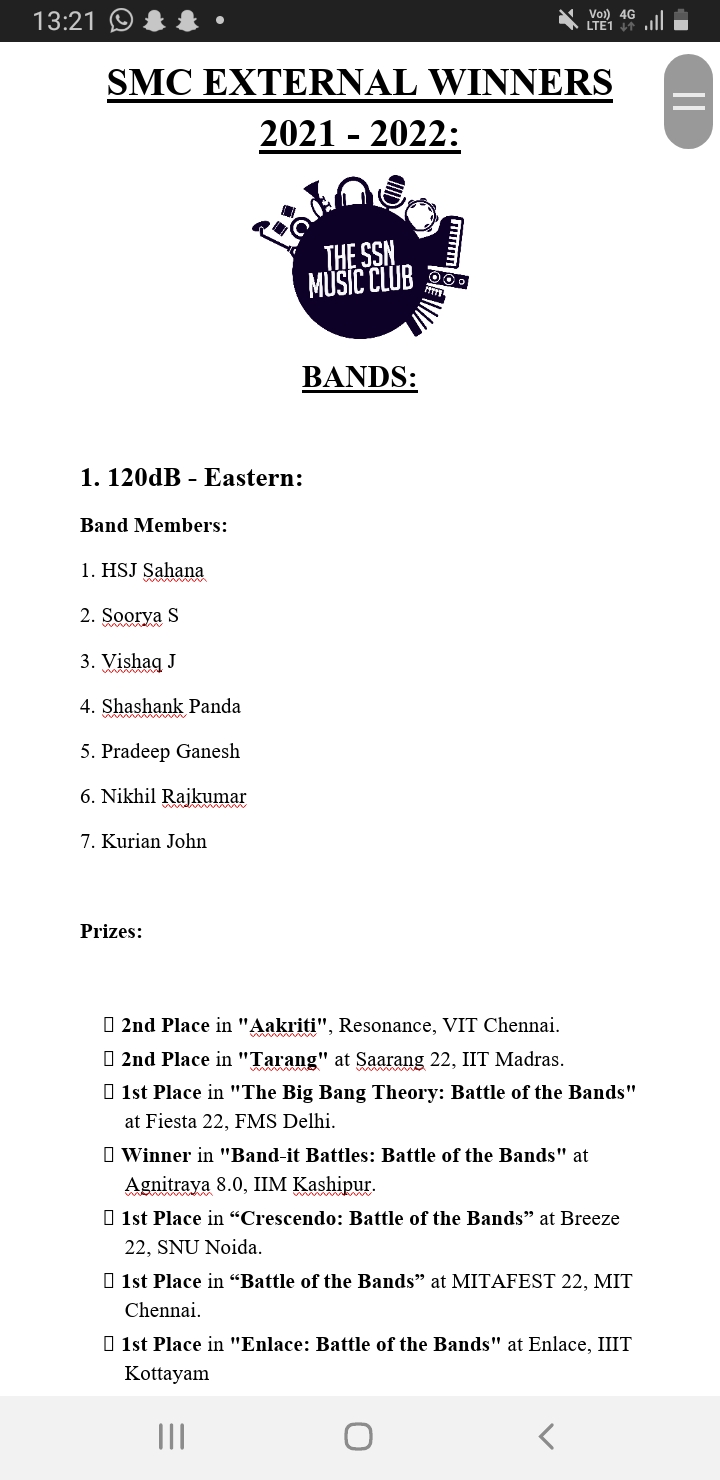 13:21
Vo) 4G
LTE1
SMC EXTERNAL WINNERS
2021 - 2022:
THE SSN
MUSIC CLUB
BANDS:
1. 120dB - Eastern:
Band Members:
1. HSJ Sahana
2. Soorya S
3. Vishaq J
4. Shashank Panda
5. Pradeep Ganesh
6. Nikhil Rajkumar
7. Kurian John
Prizes:
2nd Place in "Aakriti", Resonance, VIT Chennai.
2nd Place in "Tarang" at Saarang 22, IIT Madras.
1st Place in "The Big Bang Theory: Battle of the Bands"
at Fiesta 22, FMS Delhi.
Winner in "Band-it Battles: Battle of the Bands" at
Agnitraya 8.0, IIM Kashipur.
1st Place in “Crescendo: Battle of the Bands” at Breeze
22, SNU Noida.
1st Place in “Battle of the Bands” at MITAFEST 22, MIT
Chennai.
1st Place in "Enlace: Battle of the Bands" at Enlace, IIIT
Kottayam